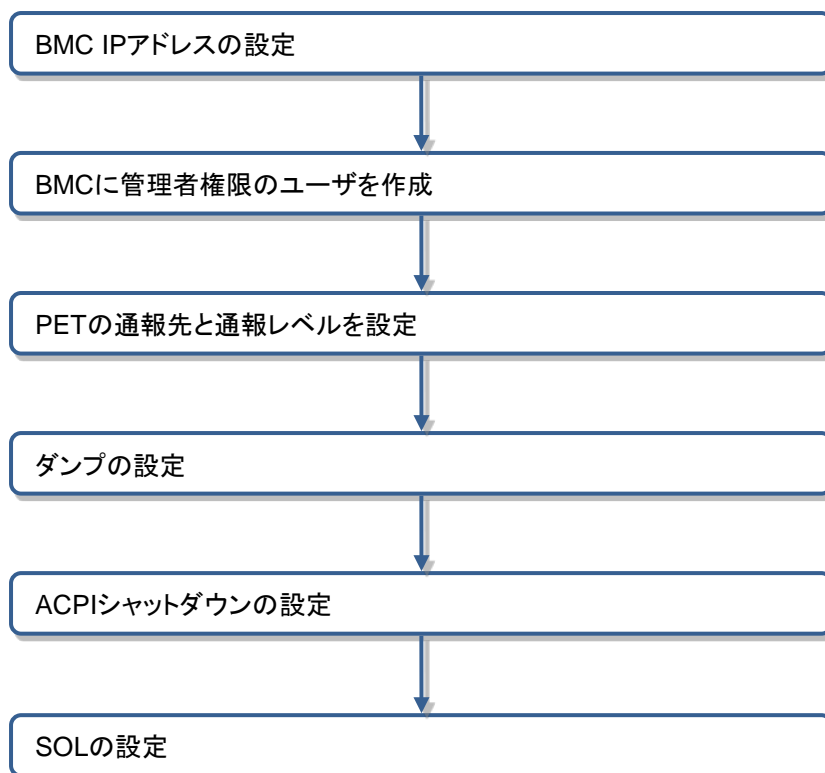 BMC IPアドレスの設定
BMCに管理者権限のユーザを作成
PETの通報先と通報レベルを設定
ダンプの設定
ACPIシャットダウンの設定
SOLの設定